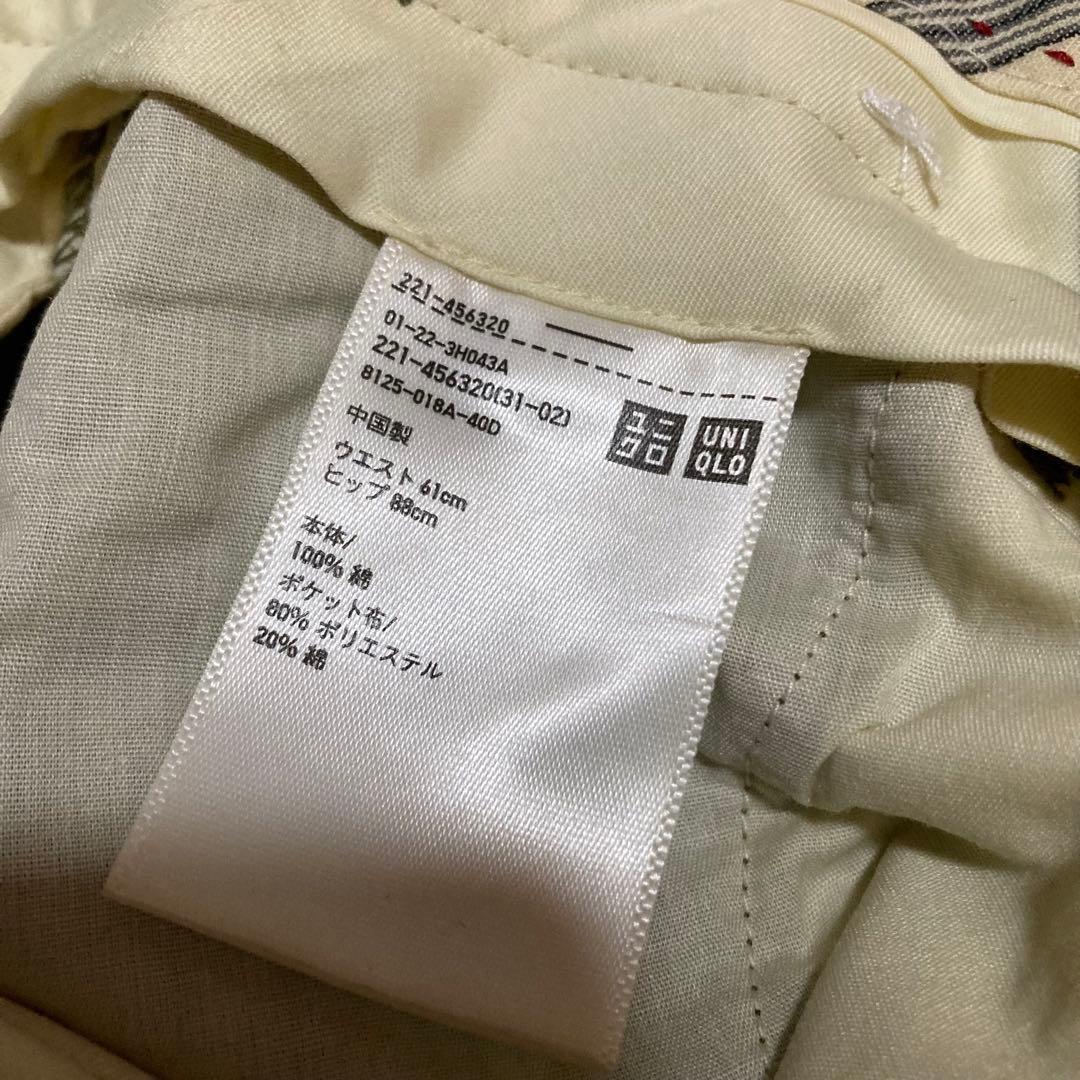 221-456320
01-22-3H043A
221-456320(31-02)
8125-018A-40D
ユニ
クロ
UNI
QLO
中国製
ウエスト 61cm
ヒップ 88cm
本体/
100% 綿
ポケット布/
80% ポリエステル
20% 綿